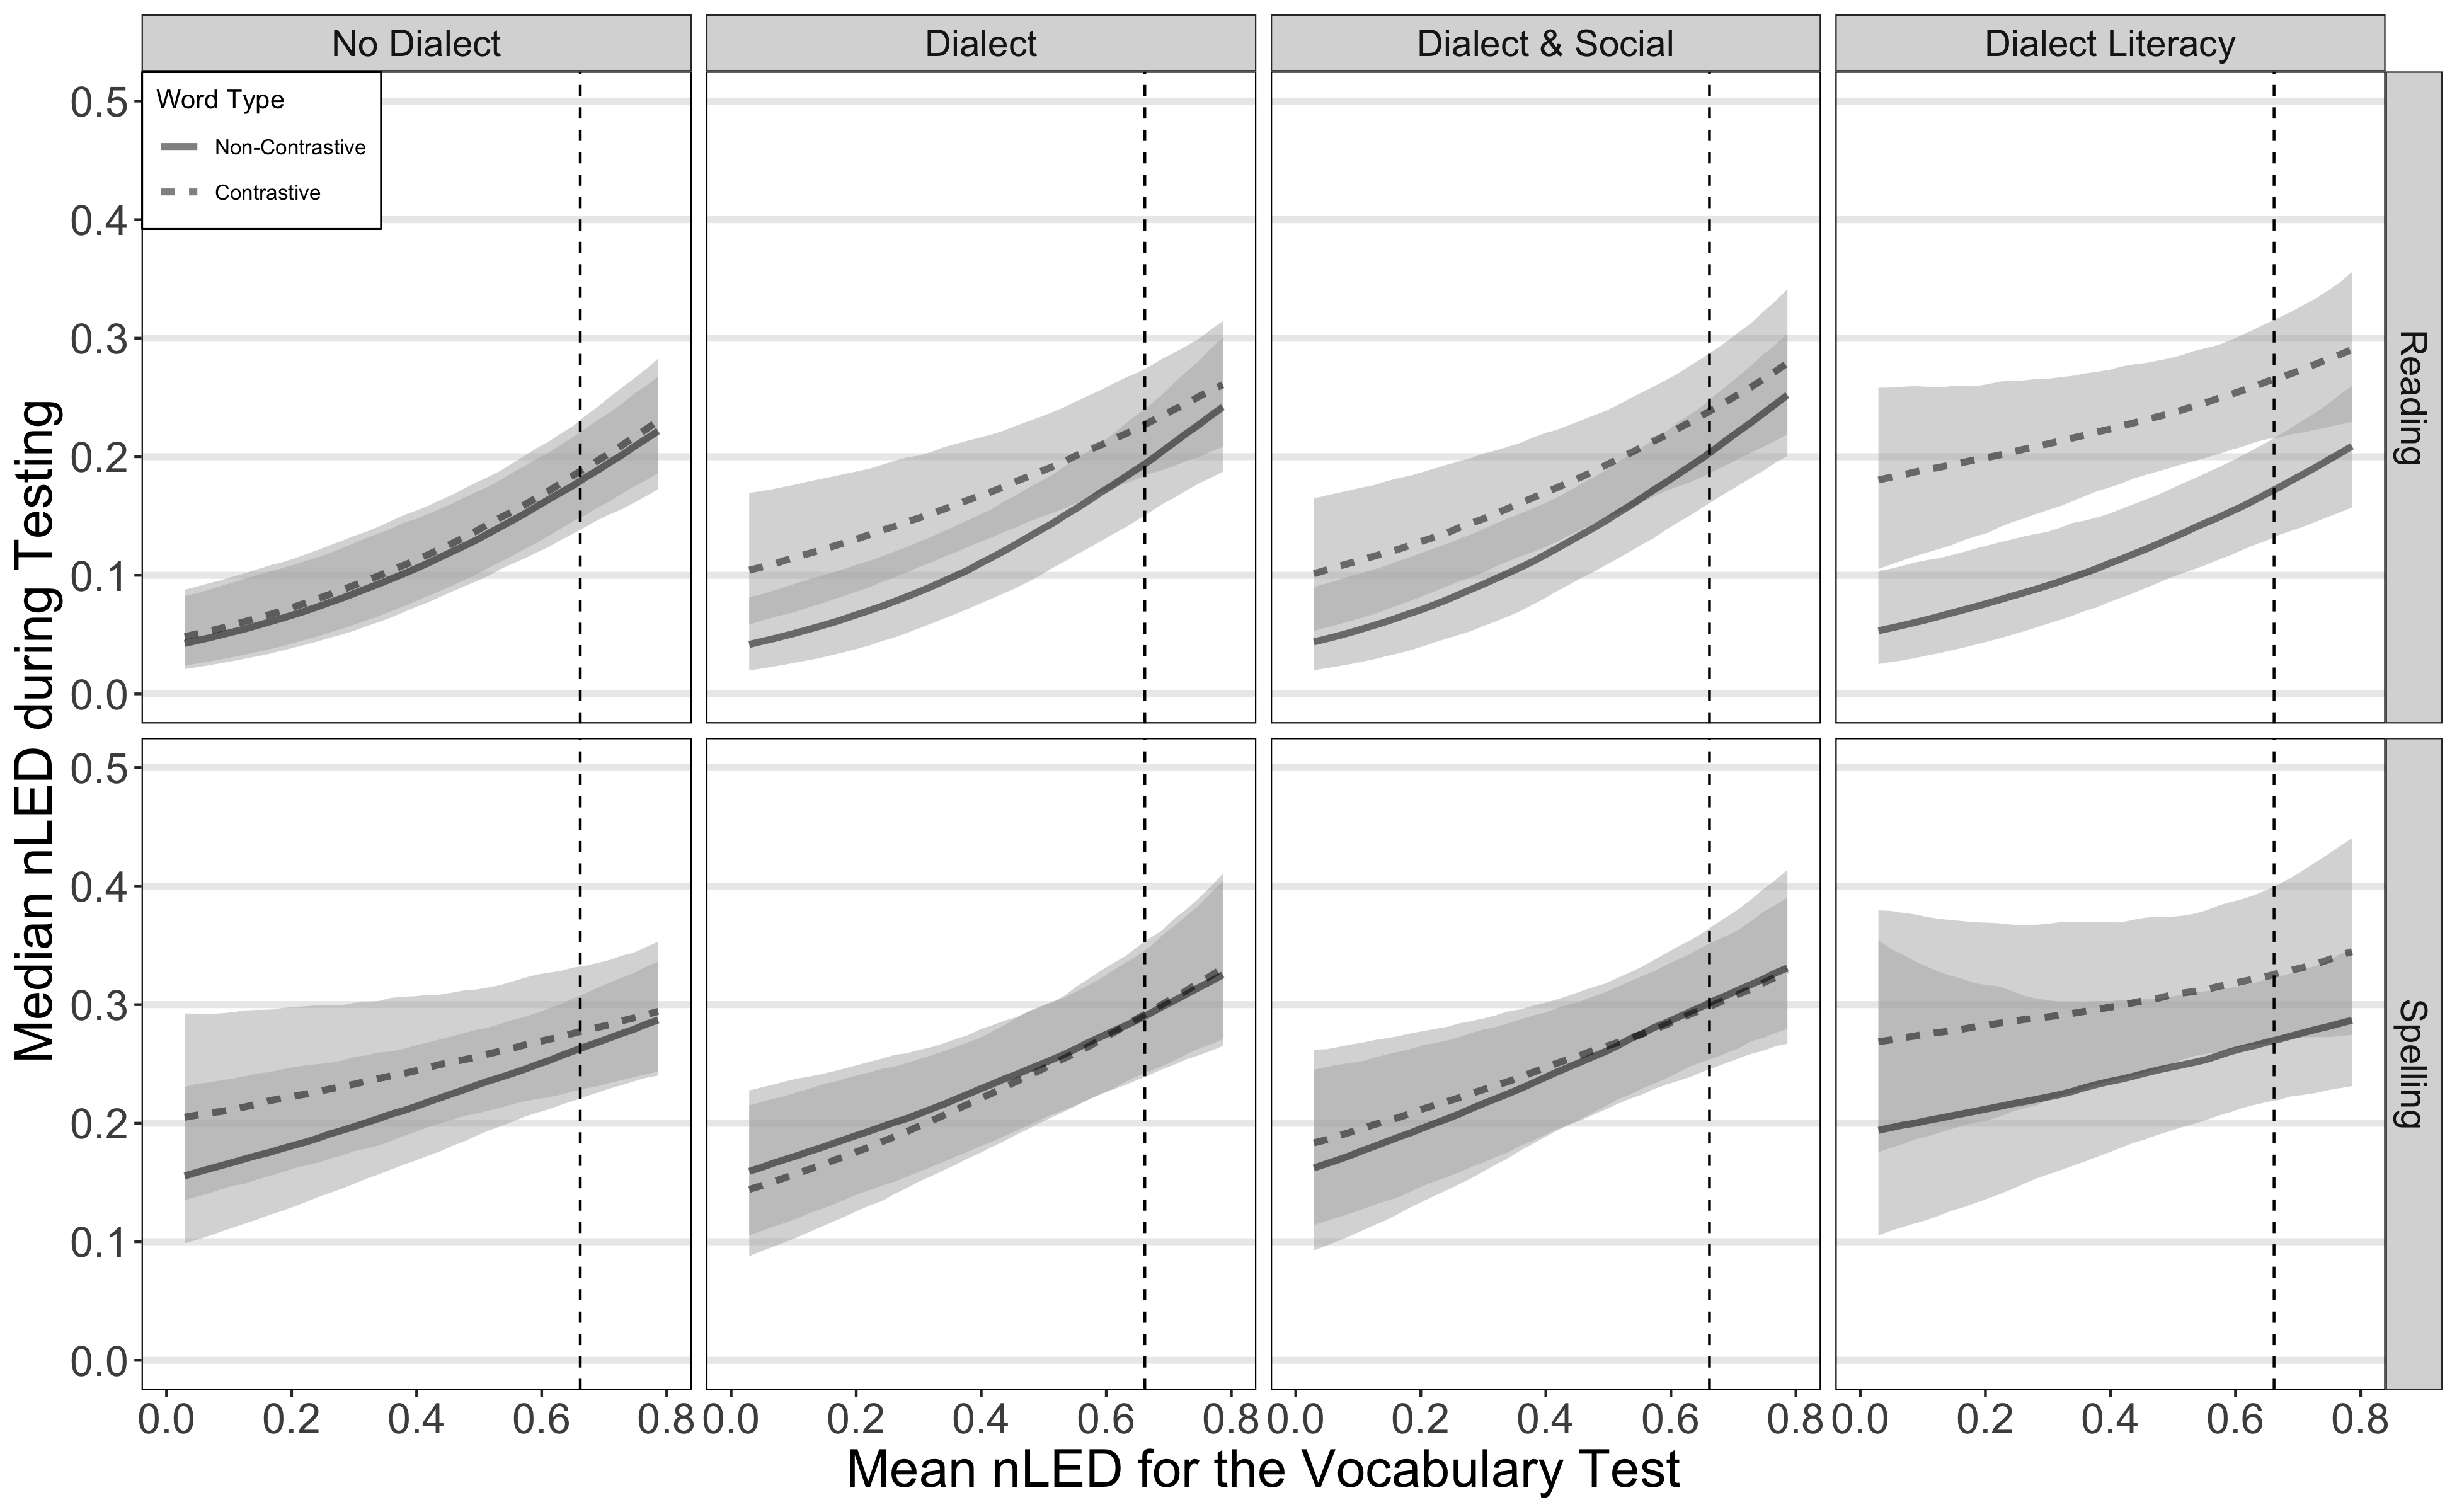 No Dialect
Dialect
Dialect & Social
Dialect Literacy
Word Type
Non-Contrastive
Contrastive
0.5
0.4
0.3
0.2
0.1
0.0
Reading
Median nLED during Testing
0.5
0.4
0.3
0.2
0.1
0.0
Spelling
0.0 0.2 0.4 0.6 0.8 0.0 0.2 0.4 0.6 0.8 0.0 0.2 0.4 0.6 0.8 0.0 0.2 0.4 0.6 0.8
Mean nLED for the Vocabulary Test